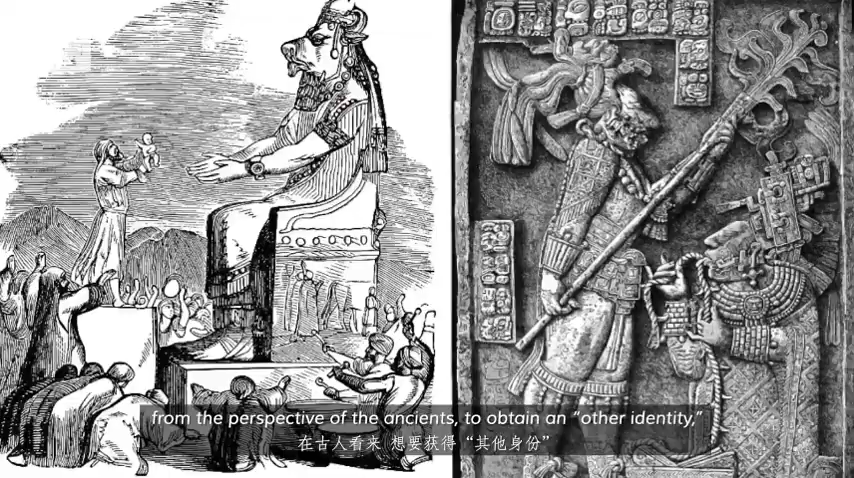 from the perspective of the ancients, to obtain an “other identity,”
在古人看来 想要获得“其他身份”